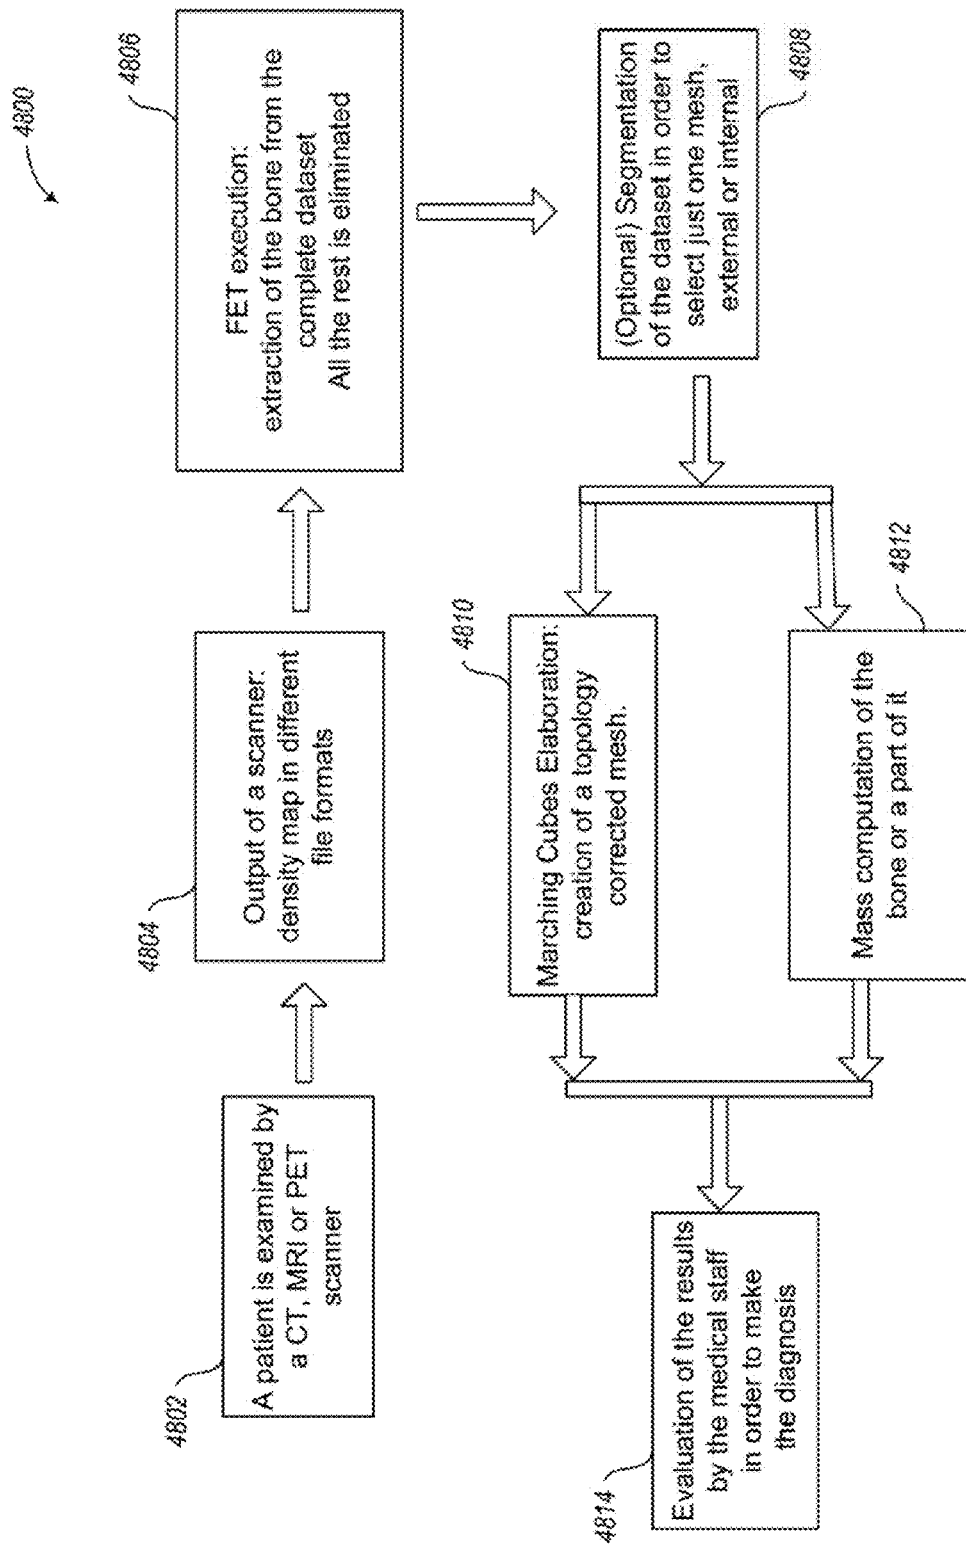 4800
4802
A patient is examined by
a CT, MRI or PET
scanner
4804
Output of a scanner:
density map in different
file formats
4806
FET execution:
extraction of the bone from the
complete dataset
All the rest is eliminated
4808
(Optional) Segmentation
of the dataset in order to
select just one mesh,
external or internal
4810
Marching Cubes Elaboration:
creation of a topology
corrected mesh.
4812
Mass computation of the
bone or a part of it
4814
Evaluation of the results
by the medical staff
in order to make
the diagnosis